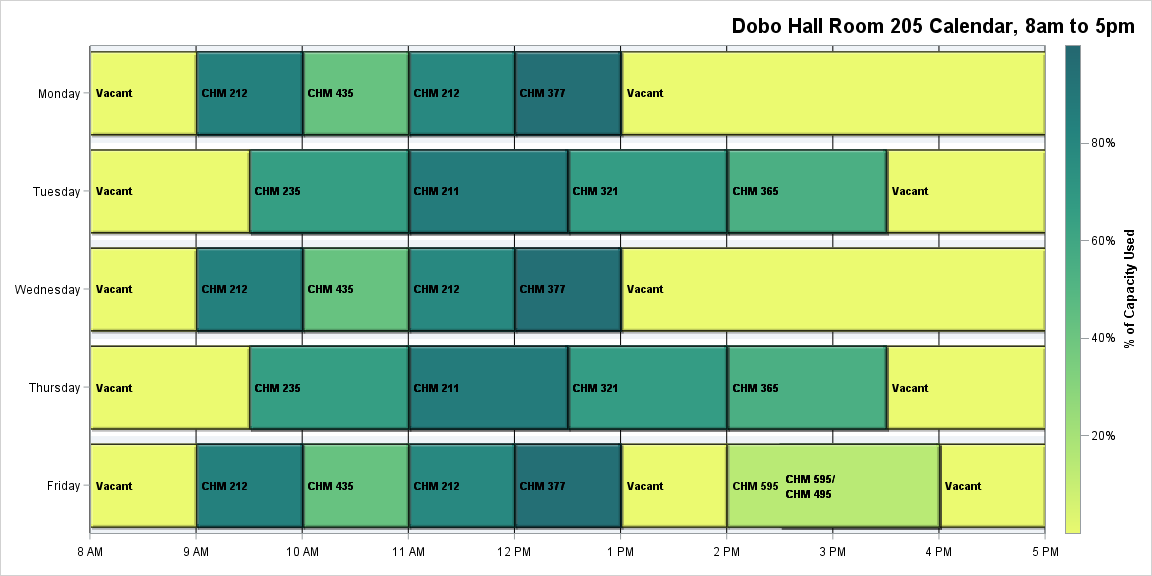 Dobo Hall Room 205 Calendar, 8am to 5pm
Monday
Vacant
CHM 212
CHM 435
CHM 212
CHM 377
Vacant
Tuesday
Vacant
CHM 235
CHM 211
CHM 321
CHM 365
Vacant
Wednesday
Vacant
CHM 212
CHM 435
CHM 212
CHM 377
Vacant
Thursday
Vacant
CHM 235
CHM 211
CHM 321
CHM 365
Vacant
Friday
Vacant
CHM 212
CHM 435
CHM 212
CHM 377
Vacant
CHM 595
CHM 595/
CHM 495
Vacant
8 AM
9 AM
10 AM
11 AM
12 PM
1 PM
2 PM
3 PM
4 PM
5 PM
80%
60%
40%
20%
% of Capacity Used